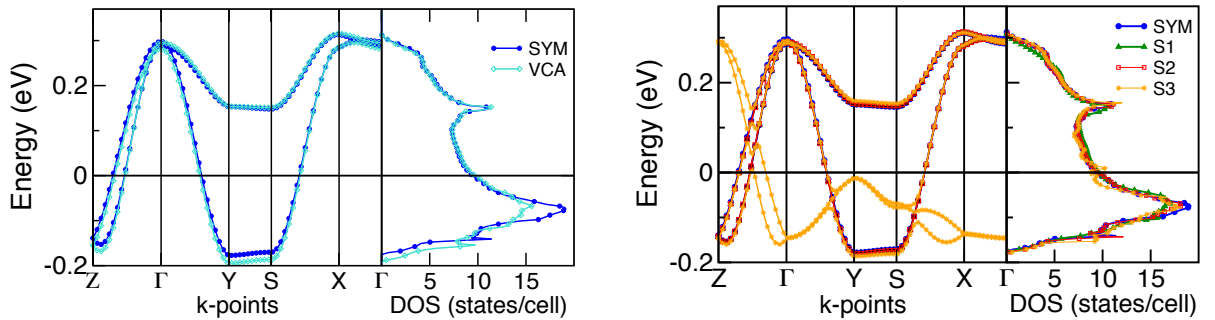 SYM
VCA
Energy (eV)
0.2
0
-0.2
Z Γ Y S X Γ 5 10 15
k-points DOS (states/cell)
SYM
S1
S2
S3
Energy (eV)
0.2
0
-0.2
Z Γ Y S X Γ 5 10 15
k-points DOS (states/cell)